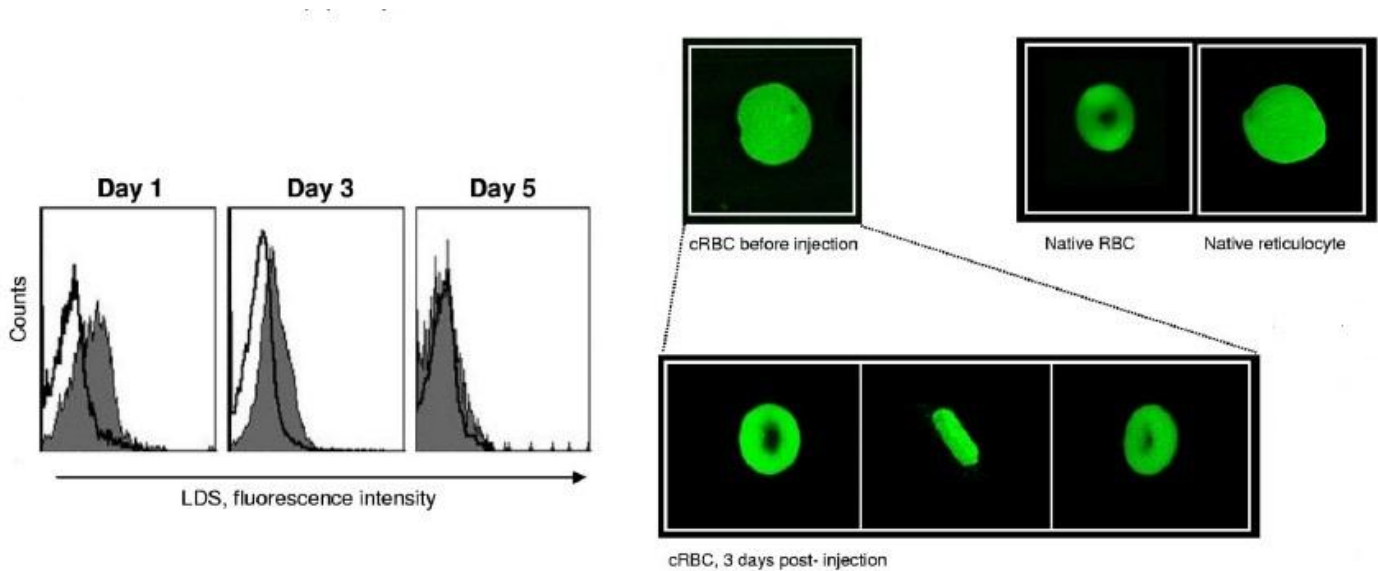 Day 1
Day 3
Day 5
Counts
LDS, fluorescence intensity
cRBC before injection
Native RBC
Native reticulocyte
cRBC, 3 days post- injection